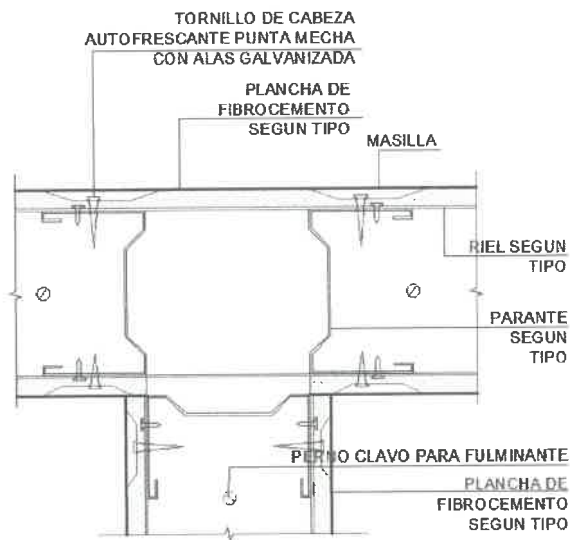 TORNILLO DE CABEZA
AUTOFRESCANTE PUNTA MECHA
CON ALAS GALVANIZADA
PLANCHA DE
FIBROCEMENTO
SEGUN TIPO
MASILLA
RIEL SEGUN
TIPO
PARANTE
SEGUN
TIPO
PERNO CLAVO PARA FULMINANTE
PLANCHA DE
FIBROCEMENTO
SEGUN TIPO